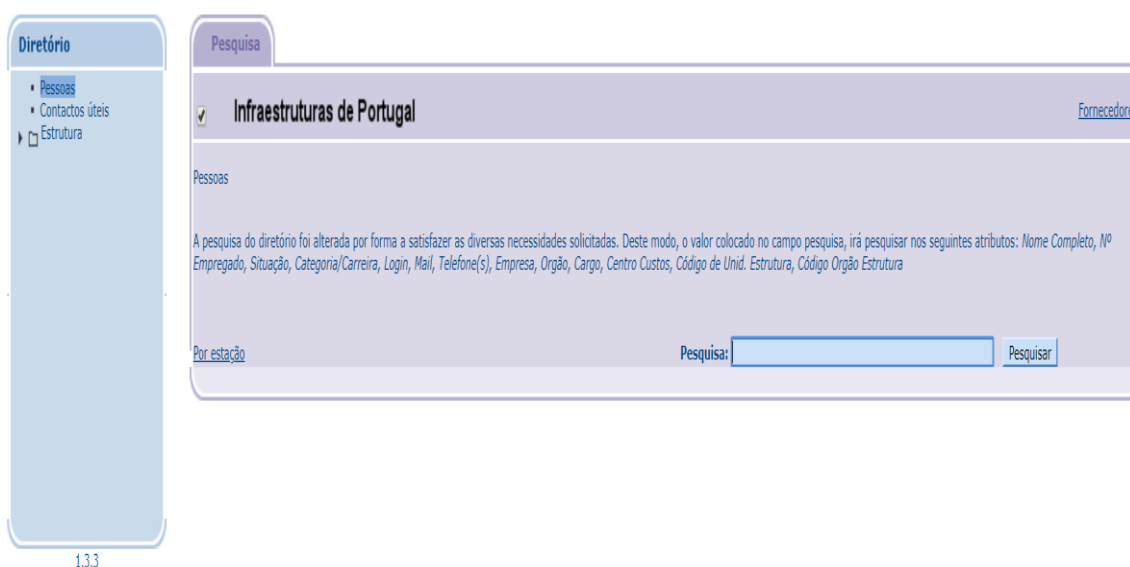 Diretório
Pessoas
Contactos úteis
Estrutura
1.3.3
Pesquisa
Infraestruturas de Portugal
Fornecedore
Pessoas
A pesquisa do diretório foi alterada por forma a satisfazer as diversas necessidades solicitadas. Deste modo, o valor colocado no campo pesquisa, irá pesquisar nos seguintes atributos: Nome Completo, Nº
Empregado, Situação, Categoria/Carreira, Login, Mail, Telefone(s), Empresa, Orgão, Cargo, Centro Custos, Código de Unid. Estrutura, Código Orgão Estrutura
Por estação
Pesquisa:
Pesquisar